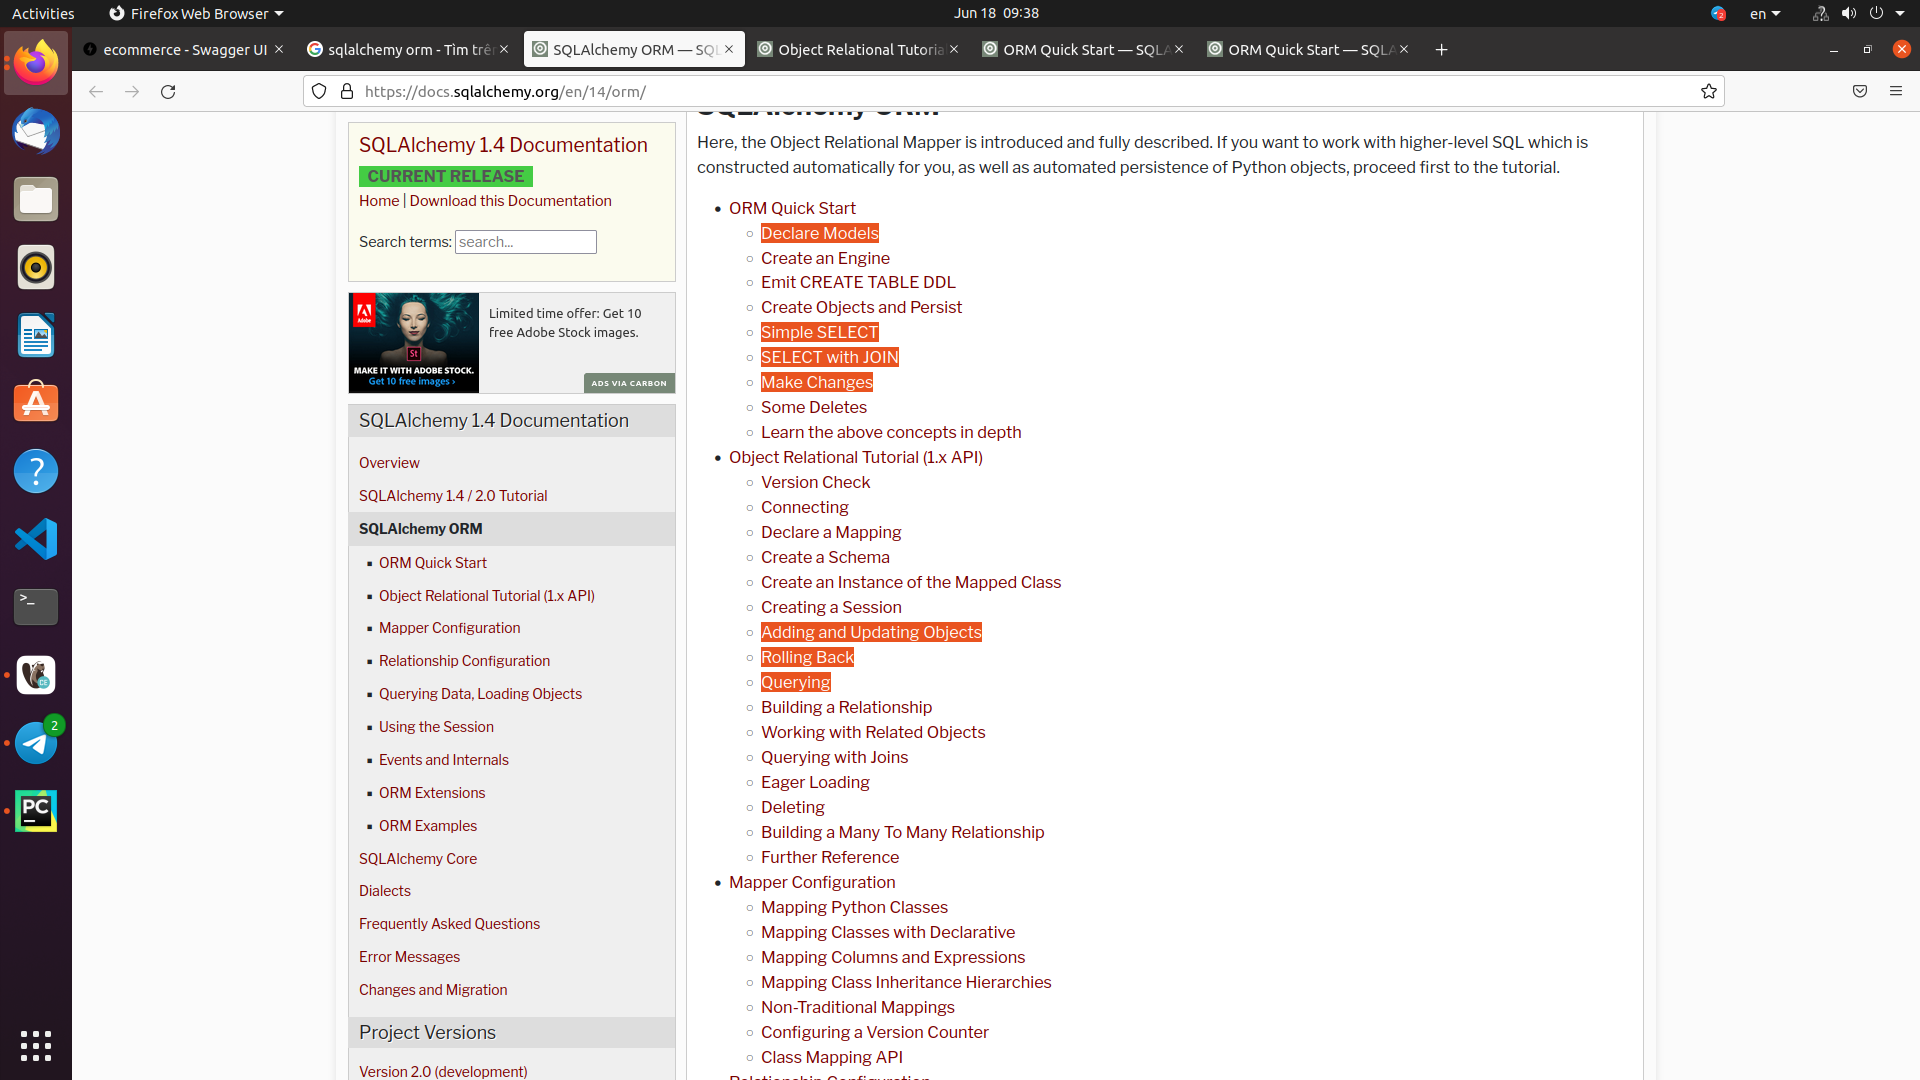 Activities
Firefox Web Browser
Jun 18 09:38
en
ecommerce - Swagger UI
sqlalchemy orm - Tìm trên
SQLAlchemy ORM — SQL
Object Relational Tutoria
ORM Quick Start — SQLA
ORM Quick Start — SQLA
https://docs.sqlalchemy.org/en/14/orm/
SQLAlchemy 1.4 Documentation
CURRENT RELEASE
Home | Download this Documentation
Search terms: search...
Adobe
St
MAKE IT WITH ADOBE STOCK.
Get 10 free images ›
Limited time offer: Get 10
free Adobe Stock images.
ADS VIA CARBON
SQLAlchemy 1.4 Documentation
Overview
SQLAlchemy 1.4 / 2.0 Tutorial
SQLAlchemy ORM
ORM Quick Start
Object Relational Tutorial (1.x API)
Mapper Configuration
Relationship Configuration
Querying Data, Loading Objects
Using the Session
Events and Internals
ORM Extensions
ORM Examples
SQLAlchemy Core
Dialects
Frequently Asked Questions
Error Messages
Changes and Migration
Project Versions
Version 2.0 (development)
SQLAlchemy ORM
Here, the Object Relational Mapper is introduced and fully described. If you want to work with higher-level SQL which is
constructed automatically for you, as well as automated persistence of Python objects, proceed first to the tutorial.
ORM Quick Start
Declare Models
Create an Engine
Emit CREATE TABLE DDL
Create Objects and Persist
Simple SELECT
SELECT with JOIN
Make Changes
Some Deletes
Learn the above concepts in depth
Object Relational Tutorial (1.x API)
Version Check
Connecting
Declare a Mapping
Create a Schema
Create an Instance of the Mapped Class
Creating a Session
Adding and Updating Objects
Rolling Back
Querying
Building a Relationship
Working with Related Objects
Querying with Joins
Eager Loading
Deleting
Building a Many To Many Relationship
Further Reference
Mapper Configuration
Mapping Python Classes
Mapping Classes with Declarative
Mapping Columns and Expressions
Mapping Class Inheritance Hierarchies
Non-Traditional Mappings
Configuring a Version Counter
Class Mapping API
Relationship Configuration
2
PC